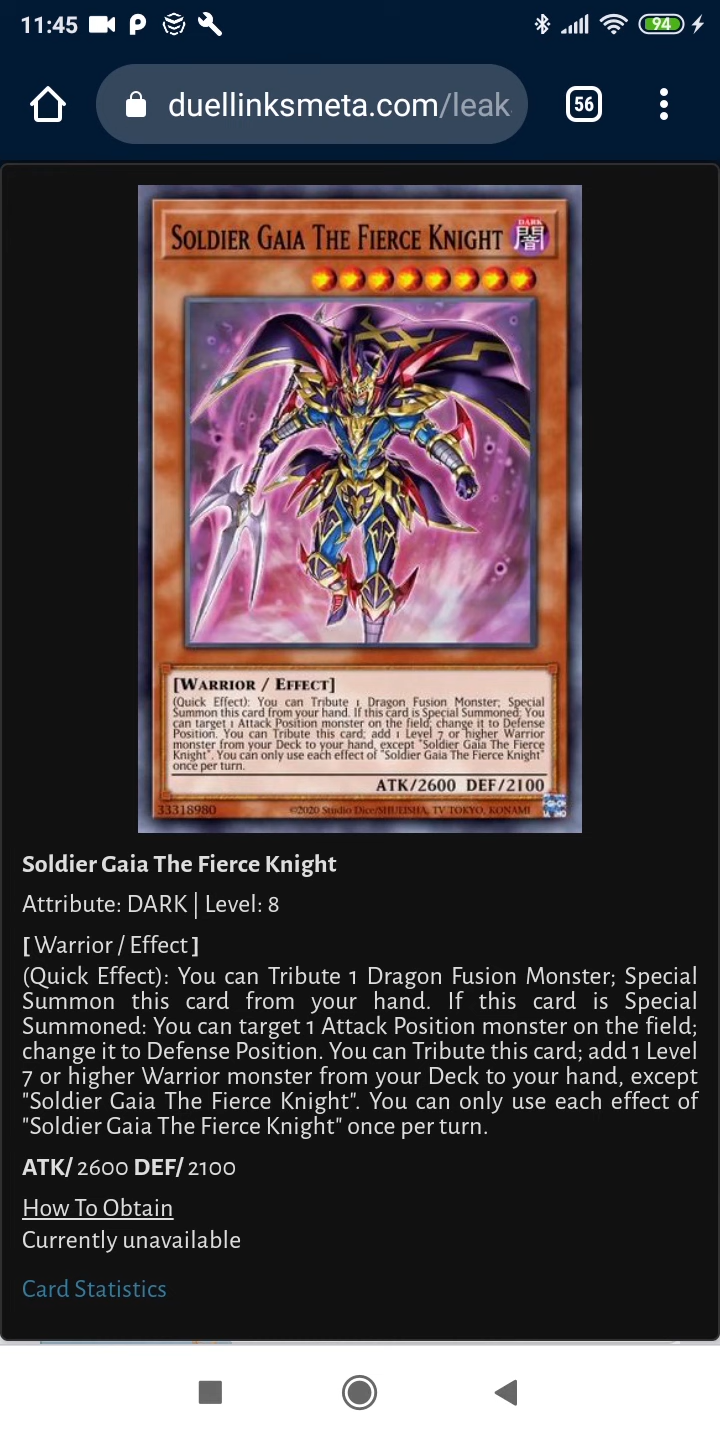 11:45
94
duellinksmeta.com/leak
56
SOLDIER GAIA THE FIERCE KNIGHT
DARK
闇
[WARRIOR / EFFECT]
(Quick Effect): You can Tribute 1 Dragon Fusion Monster; Special
Summon this card from your hand. If this card is Special Summoned: You
can target 1 Attack Position monster on the field; change it to Defense
Position. You can Tribute this card; add 1 Level 7 or higher Warrior
monster from your Deck to your hand, except "Soldier Gaia The Fierce
Knight". You can only use each effect of "Soldier Gaia The Fierce Knight"
once per turn.
ATK/2600 DEF/2100
33318980 ©2020 Studio Dice/SHUEISHA, TV TOKYO, KONAMI
Soldier Gaia The Fierce Knight
Attribute: DARK | Level: 8
[ Warrior / Effect ]
(Quick Effect): You can Tribute 1 Dragon Fusion Monster; Special
Summon this card from your hand. If this card is Special
Summoned: You can target 1 Attack Position monster on the field;
change it to Defense Position. You can Tribute this card; add 1 Level
7 or higher Warrior monster from your Deck to your hand, except
"Soldier Gaia The Fierce Knight". You can only use each effect of
"Soldier Gaia The Fierce Knight" once per turn.
ATK/ 2600 DEF/ 2100
How To Obtain
Currently unavailable
Card Statistics